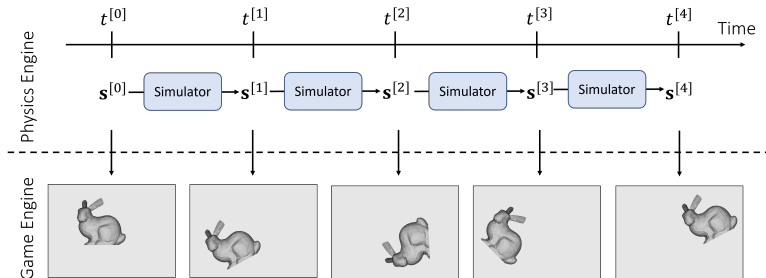 t^[0] t^[1] t^[2] t^[3] t^[4]
Time
Physics Engine
s^[0] Simulator s^[1] Simulator s^[2] Simulator s^[3] Simulator s^[4]
Game Engine